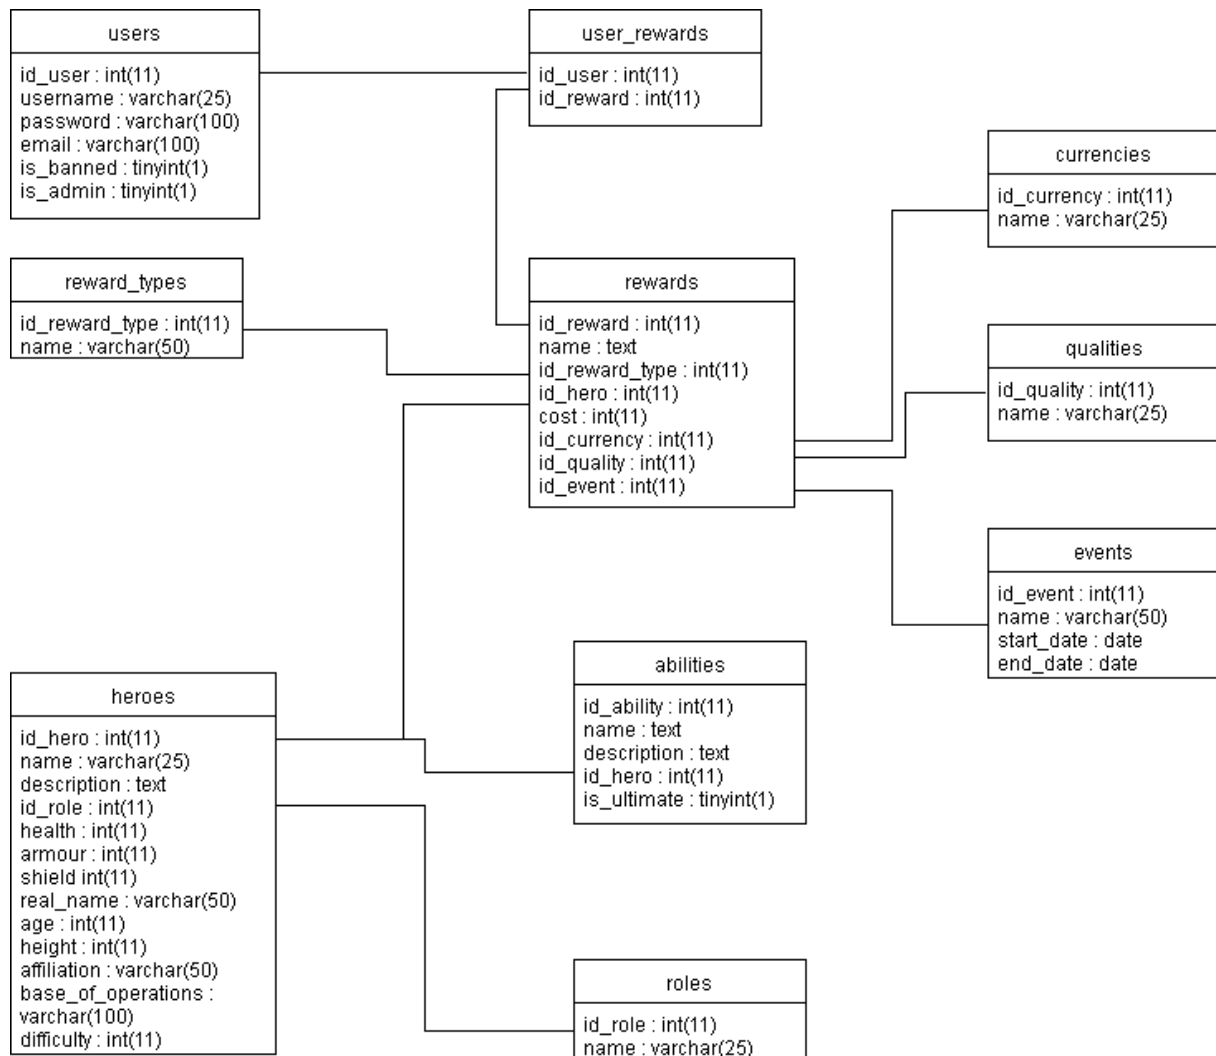 users
id_user : int(11)
username : varchar(25)
password : varchar(100)
email : varchar(100)
is_banned : tinyint(1)
is_admin : tinyint(1)
user_rewards
id_user : int(11)
id_reward : int(11)
currencies
id_currency : int(11)
name : varchar(25)
reward_types
id_reward_type : int(11)
name : varchar(50)
rewards
id_reward : int(11)
name : text
id_reward_type : int(11)
id_hero : int(11)
cost : int(11)
id_currency : int(11)
id_quality : int(11)
id_event : int(11)
qualities
id_quality : int(11)
name : varchar(25)
events
id_event : int(11)
name : varchar(50)
start_date : date
end_date : date
heroes
id_hero : int(11)
name : varchar(25)
description : text
id_role : int(11)
health : int(11)
armour : int(11)
shield int(11)
real_name : varchar(50)
age : int(11)
height : int(11)
affiliation : varchar(50)
base_of_operations :
varchar(100)
difficulty : int(11)
abilities
id_ability : int(11)
name : text
description : text
id_hero : int(11)
is_ultimate : tinyint(1)
roles
id_role : int(11)
name : varchar(25)